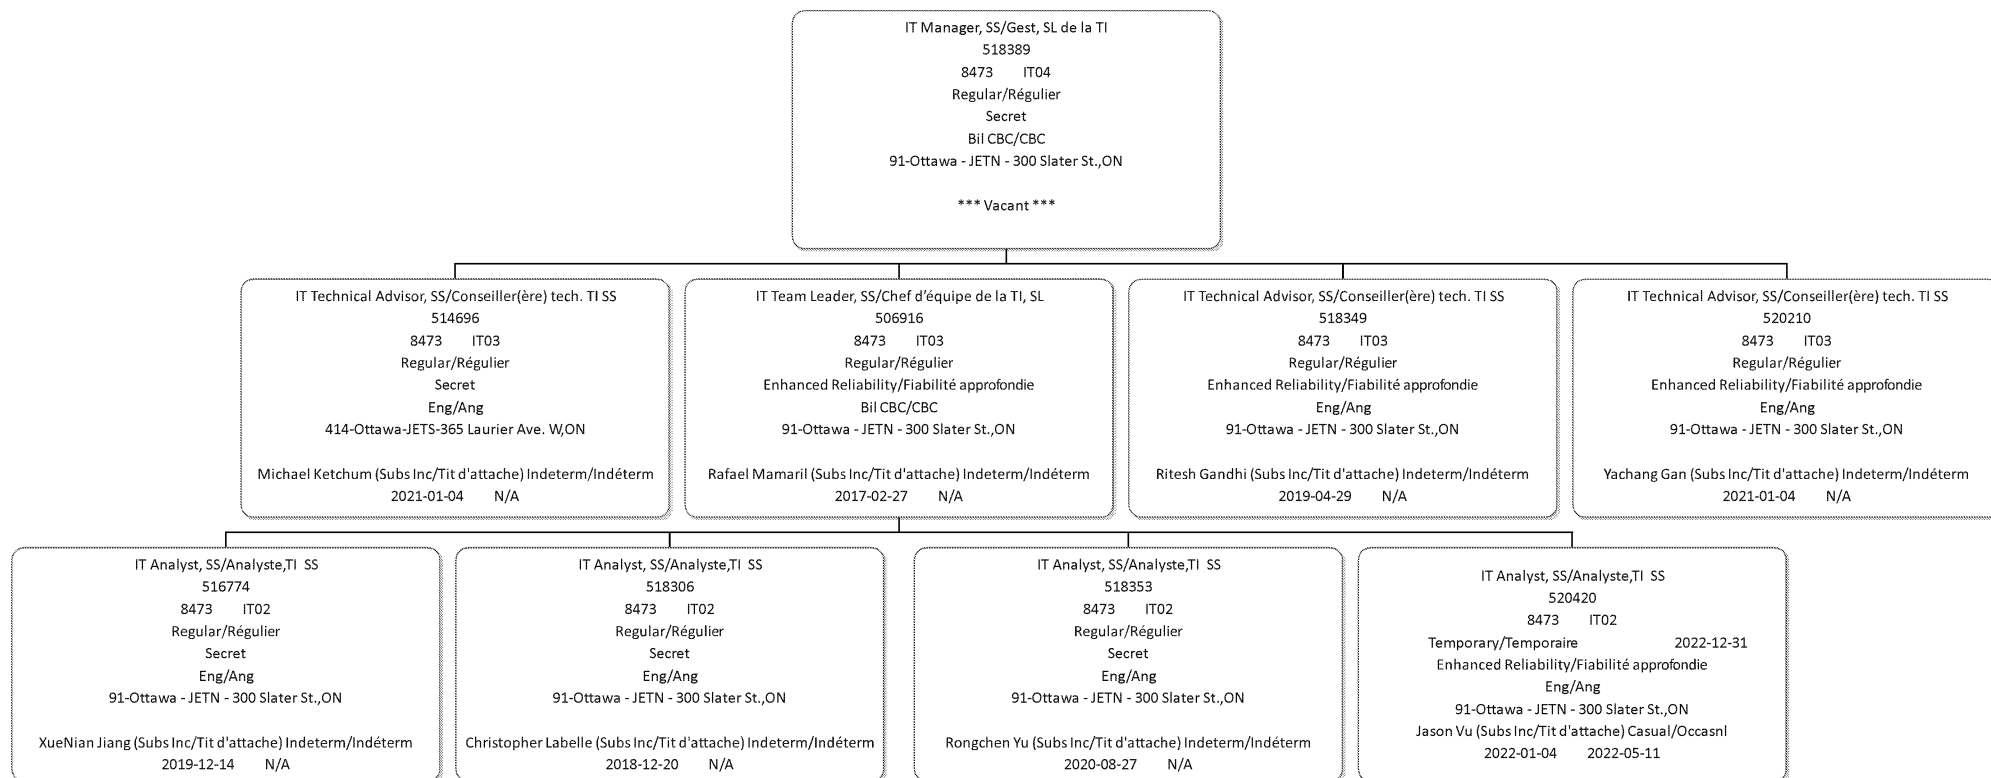 IT Manager, SS/Gest, SL de la TI
518389
8473 IT04
Regular/Régulier
Secret
Bil CBC/CBC
91-Ottawa - JETN - 300 Slater St.,ON
*** Vacant ***
IT Technical Advisor, SS/Conseiller(ère) tech. TI SS
514696
8473 IT03
Regular/Régulier
Secret
Eng/Ang
414-Ottawa-JETS-365 Laurier Ave. W,ON
Michael Ketchum (Subs Inc/Tit d'attache) Indeterm/Indéterm
2021-01-04 N/A
IT Team Leader, SS/Chef d'équipe de la TI, SL
506916
8473 IT03
Regular/Régulier
Enhanced Reliability/Fiabilité approfondie
Bil CBC/CBC
91-Ottawa - JETN - 300 Slater St.,ON
Rafael Mamaril (Subs Inc/Tit d'attache) Indeterm/Indéterm
2017-02-27 N/A
IT Technical Advisor, SS/Conseiller(ère) tech. TI SS
518349
8473 IT03
Regular/Régulier
Enhanced Reliability/Fiabilité approfondie
Eng/Ang
91-Ottawa - JETN - 300 Slater St.,ON
Ritesh Gandhi (Subs Inc/Tit d'attache) Indeterm/Indéterm
2019-04-29 N/A
IT Technical Advisor, SS/Conseiller(ère) tech. TI SS
520210
8473 IT03
Regular/Régulier
Enhanced Reliability/Fiabilité approfondie
Eng/Ang
91-Ottawa - JETN - 300 Slater St.,ON
Yachang Gan (Subs Inc/Tit d'attache) Indeterm/Indéterm
2021-01-04 N/A
IT Analyst, SS/Analyste,TI SS
516774
8473 IT02
Regular/Régulier
Secret
Eng/Ang
91-Ottawa - JETN - 300 Slater St.,ON
XueNian Jiang (Subs Inc/Tit d'attache) Indeterm/Indéterm
2019-12-14 N/A
IT Analyst, SS/Analyste,TI SS
518306
8473 IT02
Regular/Régulier
Secret
Eng/Ang
91-Ottawa - JETN - 300 Slater St.,ON
Christopher Labelle (Subs Inc/Tit d'attache) Indeterm/Indéterm
2018-12-20 N/A
IT Analyst, SS/Analyste,TI SS
518353
8473 IT02
Regular/Régulier
Secret
Eng/Ang
91-Ottawa - JETN - 300 Slater St.,ON
Rongchen Yu (Subs Inc/Tit d'attache) Indeterm/Indéterm
2020-08-27 N/A
IT Analyst, SS/Analyste,TI SS
520420
8473 IT02
Temporary/Temporaire 2022-12-31
Enhanced Reliability/Fiabilité approfondie
Eng/Ang
91-Ottawa - JETN - 300 Slater St.,ON
Jason Vu (Subs Inc/Tit d'attache) Casual/Occasnl
2022-01-04 2022-05-11